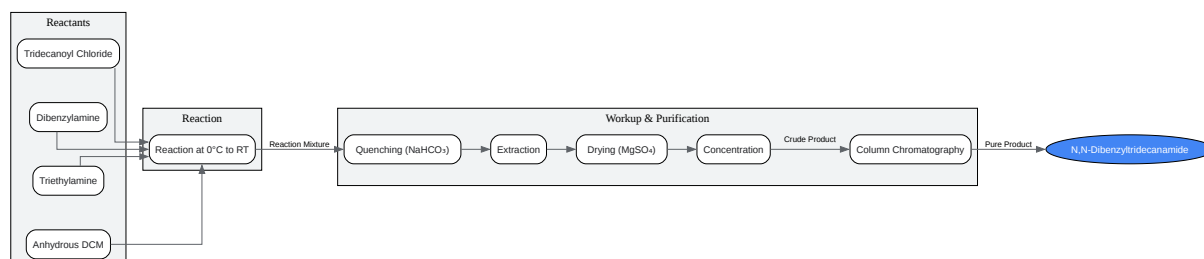 Reactants
Tridecanoyl Chloride
Dibenzylamine
Triethylamine
Anhydrous DCM
Reaction
Reaction at 0°C to RT
Reaction Mixture
Workup & Purification
Quenching (NaHCO₃)
Extraction
Drying (MgSO₄)
Concentration
Crude Product
Column Chromatography
Pure Product
N,N-Dibenzyltridecanamide